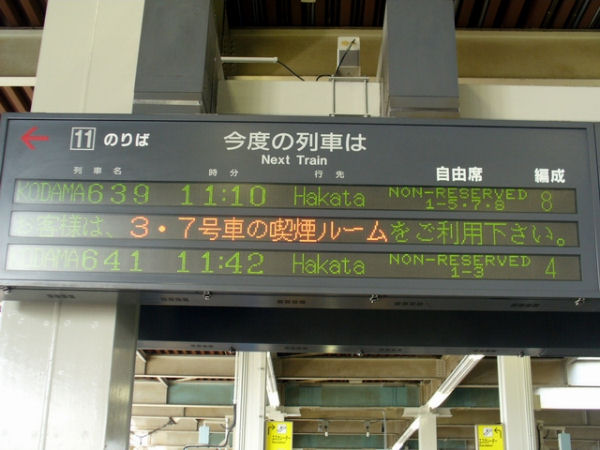 ← 11 のりば 今度の列車は
Next Train
列車名 時分 行先 自由席 編成
KODAMA639 11:10 Hakata NON-RESERVED 1-5・7・8 8
お客様は、3・7号車の喫煙ルームをご利用下さい。
KODAMA641 11:42 Hakata NON-RESERVED 1-3 4